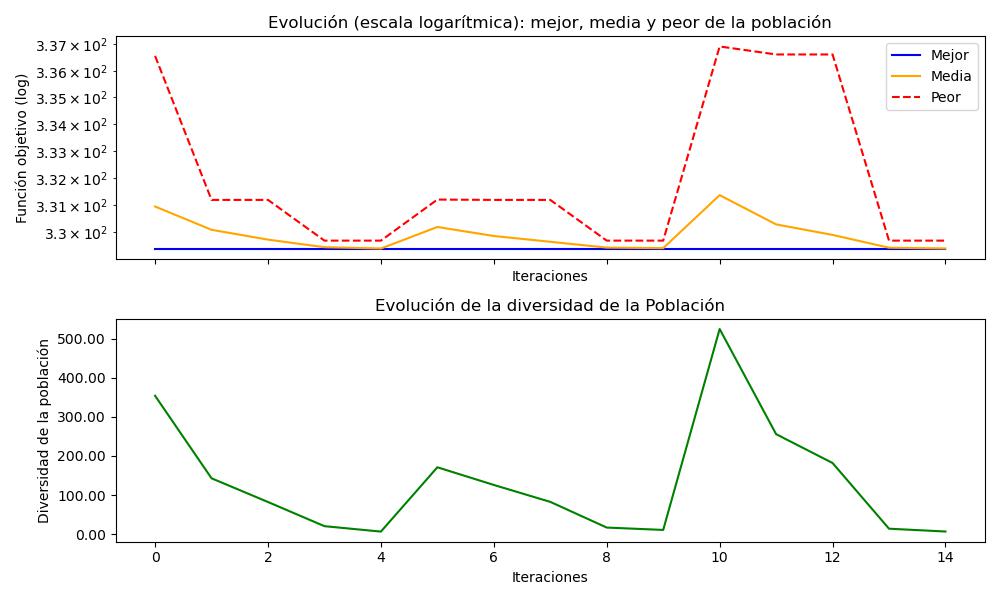 Evolución (escala logarítmica): mejor, media y peor de la población
Función objetivo (log)
3.37 × 10²
3.36 × 10²
3.35 × 10²
3.34 × 10²
3.33 × 10²
3.32 × 10²
3.31 × 10²
3.3 × 10²
Mejor
Media
Peor
Iteraciones
Evolución de la diversidad de la Población
Diversidad de la población
500.00
400.00
300.00
200.00
100.00
0.00
0 2 4 6 8 10 12 14
Iteraciones